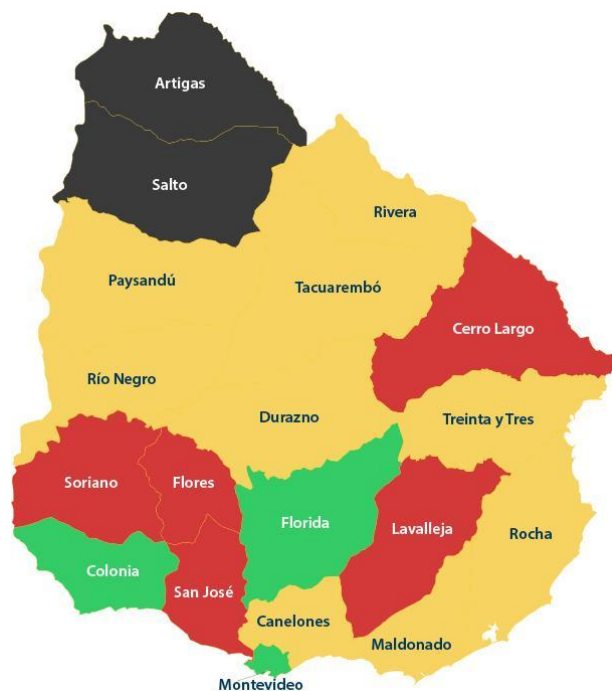 Artigas
Salto
Rivera
Paysandú
Tacuarembó
Cerro Largo
Río Negro
Durazno
Treinta y Tres
Soriano
Flores
Florida
Lavalleja
Rocha
Colonia
San José
Canelones
Maldonado
Montevideo